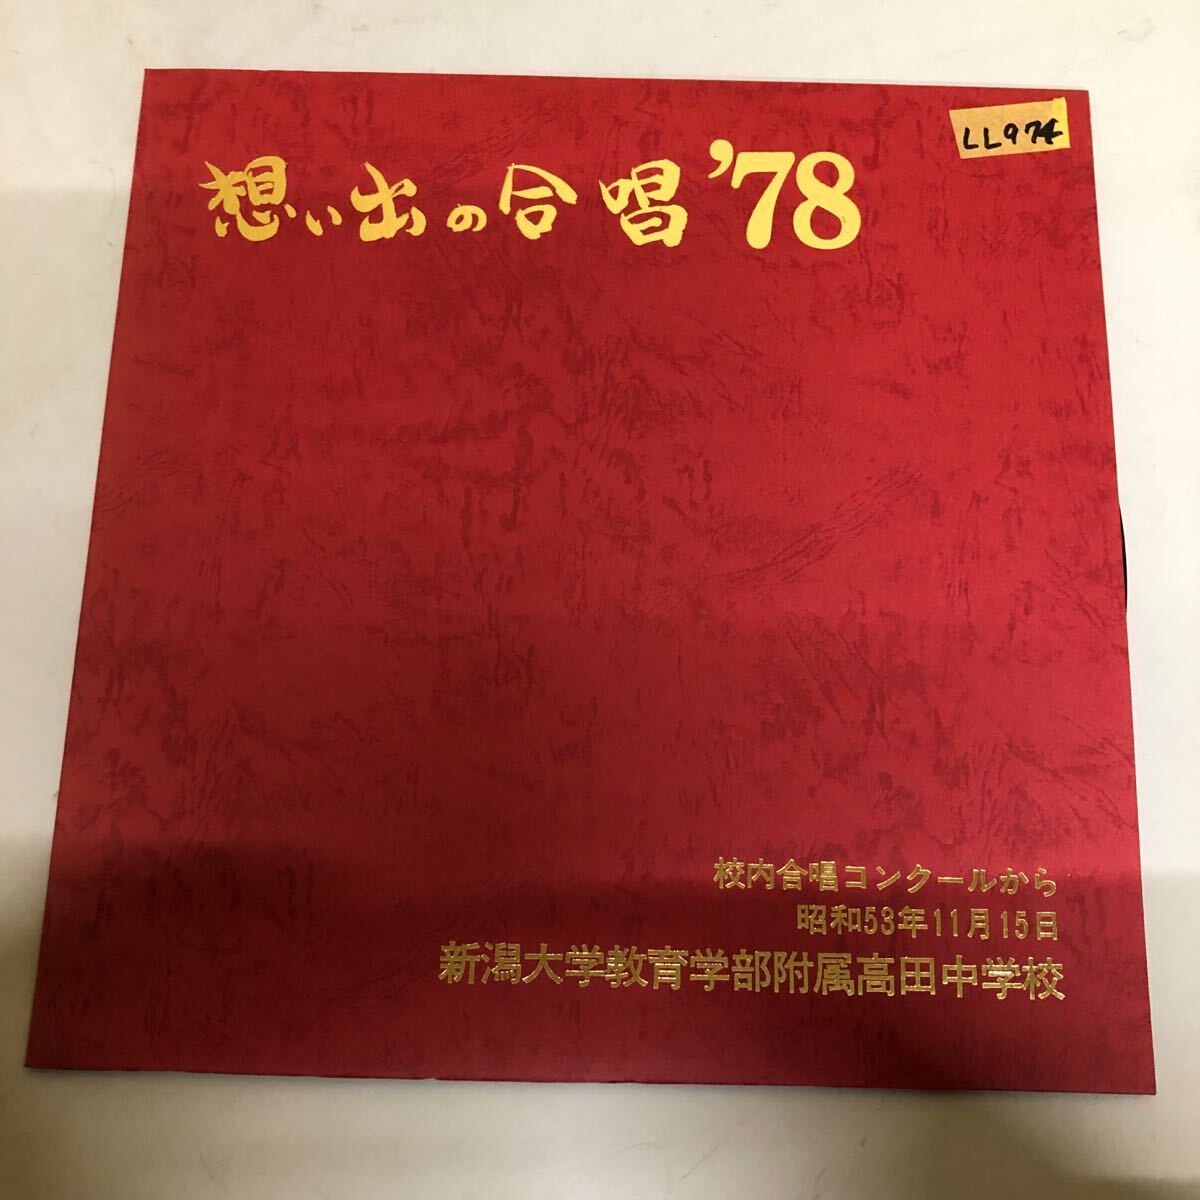 LL974
想い出の合唱'78
校内合唱コンクールから
昭和53年11月15日
新潟大学教育学部附属高田中学校